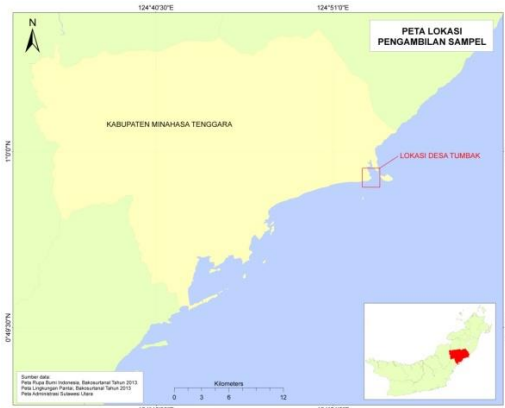 124°40'30"E
124°51'0"E
N
PETA LOKASI
PENGAMBILAN SAMPEL
KABUPATEN MINAHASA TENGGARA
LOKASI DESA TUMBAK
1°0'0"N
0°49'30"N
Sumber data:
Peta Rupa Bumi Indonesia, Bakosurtanal Tahun 2013
Peta Lingkungan Pantai, Bakosurtanal Tahun 2013
Peta Administrasi Sulawesi Utara
Kilometers
0 3 6 12